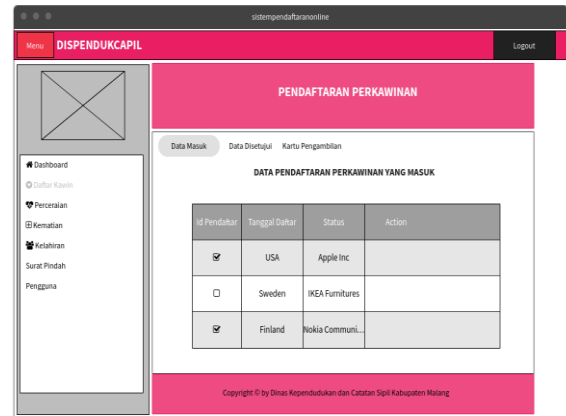 sistempendaftaranonline
Menu DISPENDUKCAPIL Logout
PENDAFTARAN PERKAWINAN
Data Masuk Data Disetujui Kartu Pengambilan
DATA PENDAFTARAN PERKAWINAN YANG MASUK
Dashboard
Daftar Kawin
Perceraian
Kematian
Kelahiran
Surat Pindah
Pengguna
Id Pendaftar Tanggal Daftar Status Action
USA Apple Inc
Sweden IKEA Furnitures
Finland Nokia Communi...
Copyright © by Dinas Kependudukan dan Catatan Sipil Kabupaten Malang